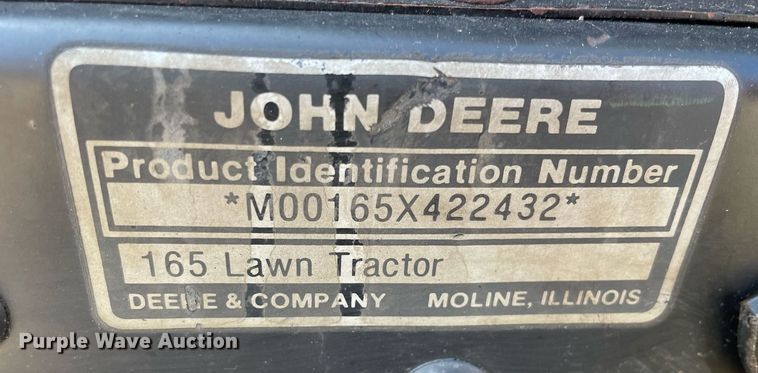 JOHN DEERE
Product Identification Number
*M00165X422432*
165 Lawn Tractor
DEERE & COMPANY MOLINE, ILLINOIS
Purple Wave Auction